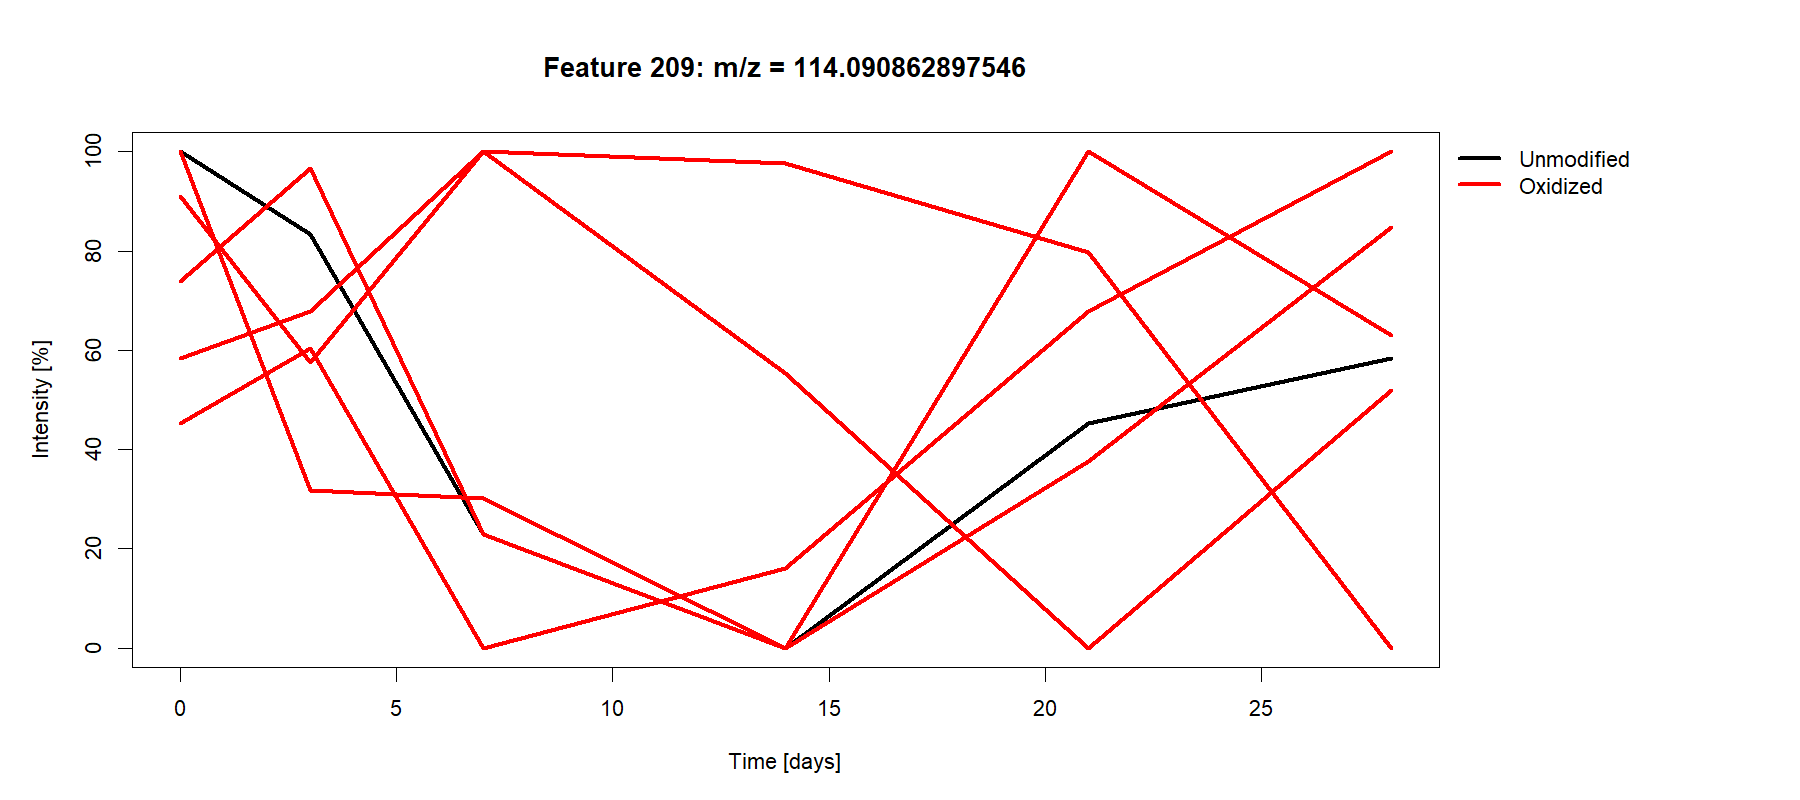 Feature 209: m/z = 114.090862897546
Unmodified
Oxidized
Intensity [%]
100
80
60
40
20
0
0 5 10 15 20 25
Time [days]